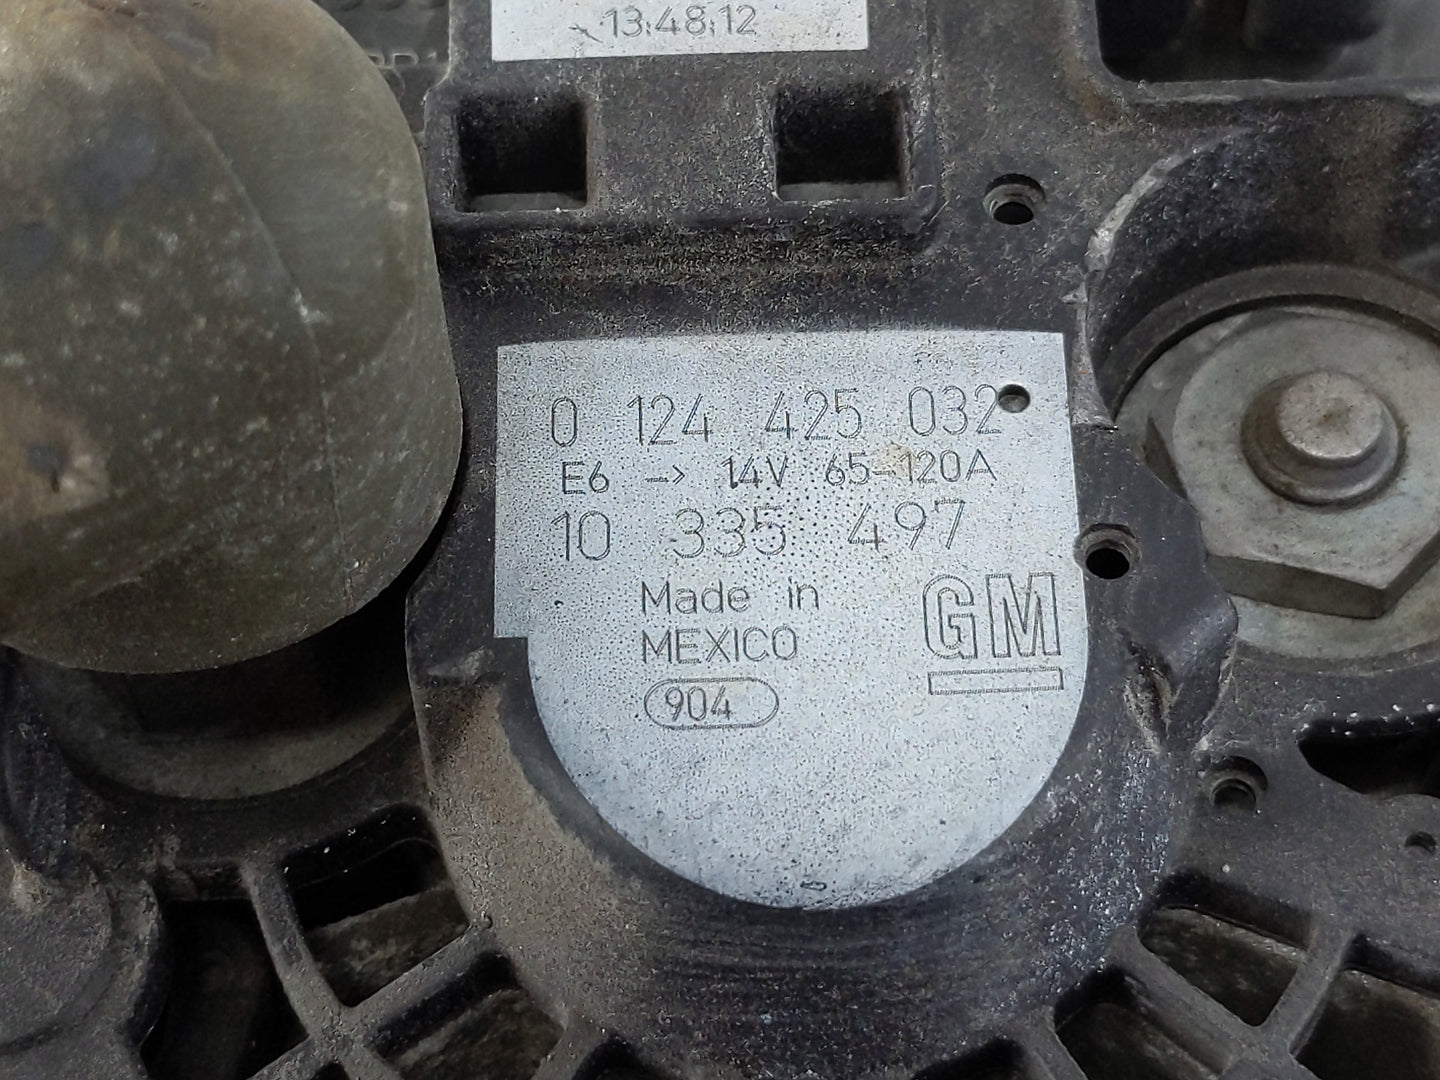 13:48:12
0 124 425 032
E6 -> 14V 65-120A
10 335 497
Made in
MEXICO
GM
904